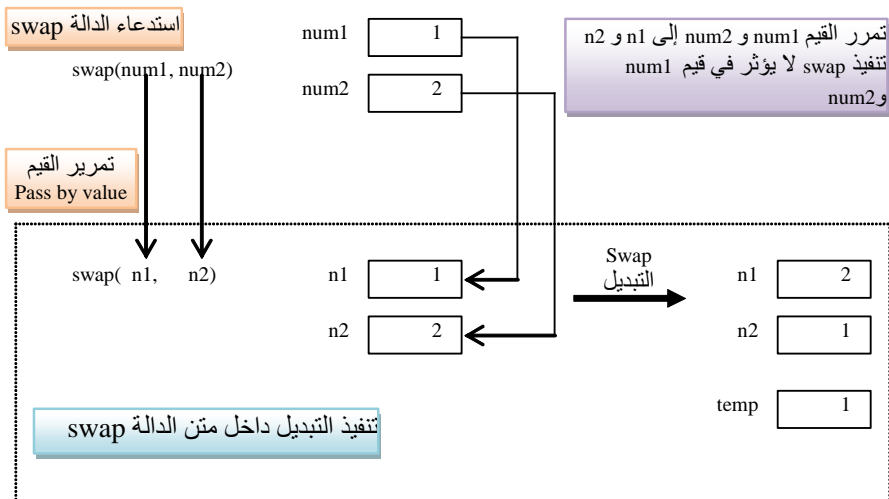 استدعاء الدالة swap
swap(num1, num2)
num1
1
num2
2
تمرر القيم num1 و num2 إلى n1 و n2
تنفيذ swap لا يؤثر في قيم num1
و num2
تمرير القيم
Pass by value
swap( n1, n2)
n1
1
n2
2
Swap
التبديل
n1
2
n2
1
temp
1
تنفيذ التبديل داخل متن الدالة swap